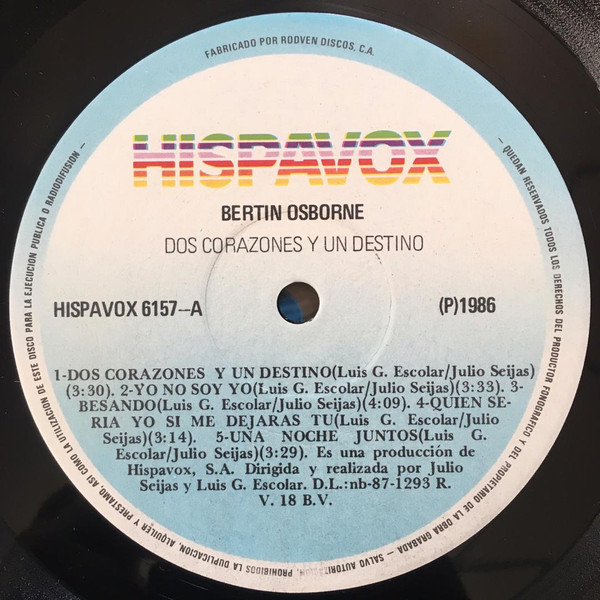 FABRICADO POR RODVEN DISCOS, C.A.
HISPAVOX
BERTIN OSBORNE
DOS CORAZONES Y UN DESTINO
HISPAVOX 6157-A
(P)1986
1-DOS CORAZONES Y UN DESTINO(Luis G. Escolar/Julio Seijas)
(3:30). 2-YO NO SOY YO(Luis G. Escolar/Julio Seijas)(3:33). 3-
BESANDO(Luis G. Escolar/Julio Seijas)(4:09). 4-QUIEN SE-
RIA YO SI ME DEJARAS TU(Luis G. Escolar/Julio
Seijas)(3:14). 5-UNA NOCHE JUNTOS(Luis G.
Escolar/Julio Seijas)(3:29). Es una producción de
Hispavox, S.A. Dirigida y realizada por Julio
Seijas y Luis G. Escolar. D.L.:nb-87-1293 R.
V. 18 B.V.
- QUEDAN RESERVADOS TODOS LOS DERECHOS DEL PRODUCTOR FONOGRAFICO Y DEL PROPIETARIO DE LA OBRA GRABADA - SALVO AUTORIZACION, PROHIBIDOS LA DUPLICACION, ALQUILER Y PRESTAMO, ASI COMO LA UTILIZACION DE ESTE DISCO PARA LA EJECUCION PUBLICA O RADIODIFUSION -